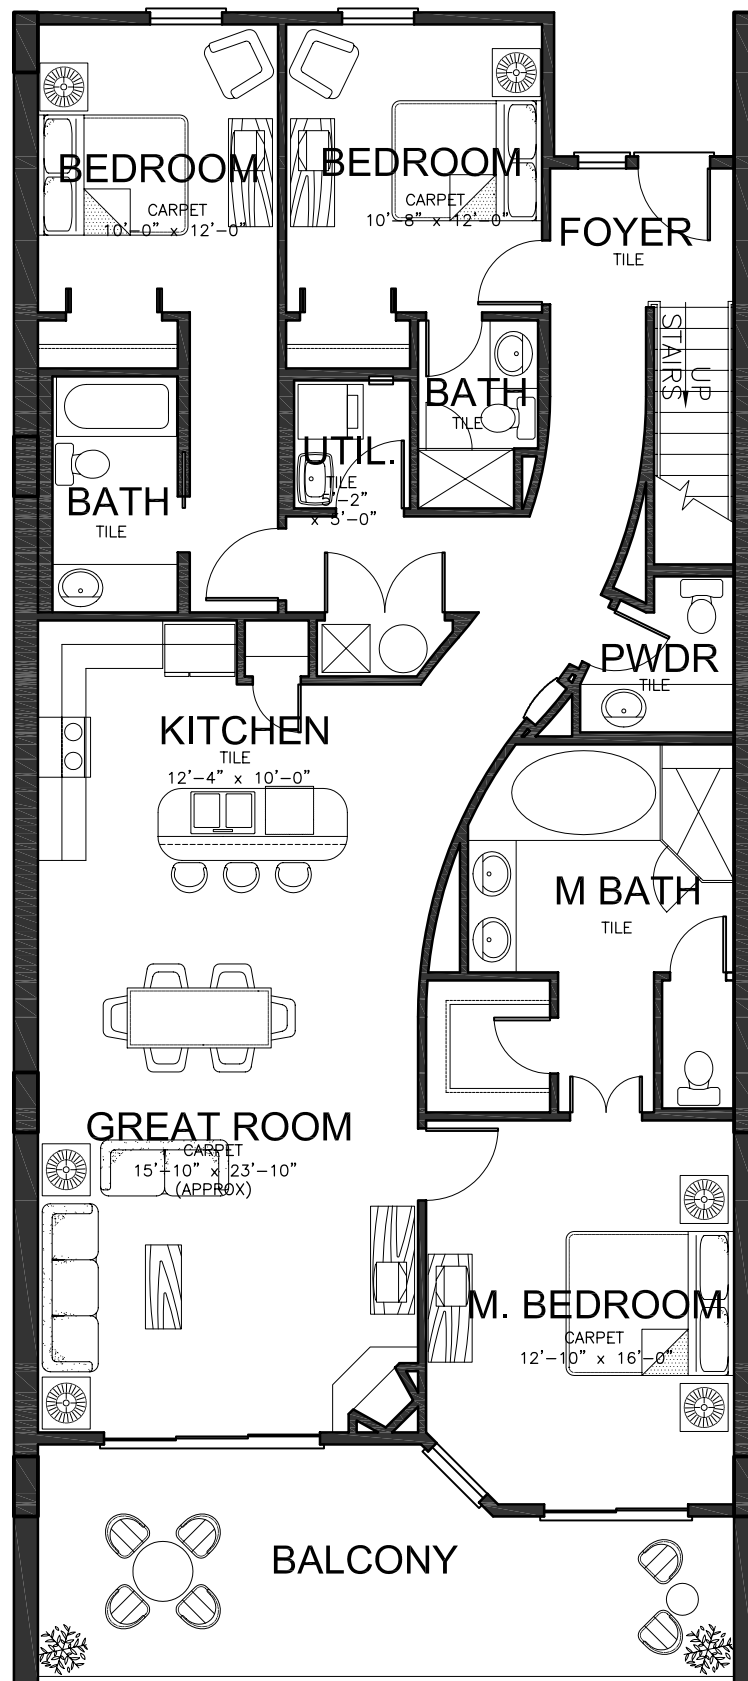 BEDROOM
CARPET
10'-0" x 12'-0"
BEDROOM
CARPET
10'-8" x 12'-0"
FOYER
TILE
UP
STAIRS
BATH
TILE
UTIL.
TILE
5'-2"
x 5'-0"
BATH
TILE
PWDR
TILE
KITCHEN
TILE
12'-4" x 10'-0"
M BATH
TILE
GREAT ROOM
CARPET
15'-10" x 23'-10"
(APPROX)
M. BEDROOM
CARPET
12'-10" x 16'-0"
BALCONY